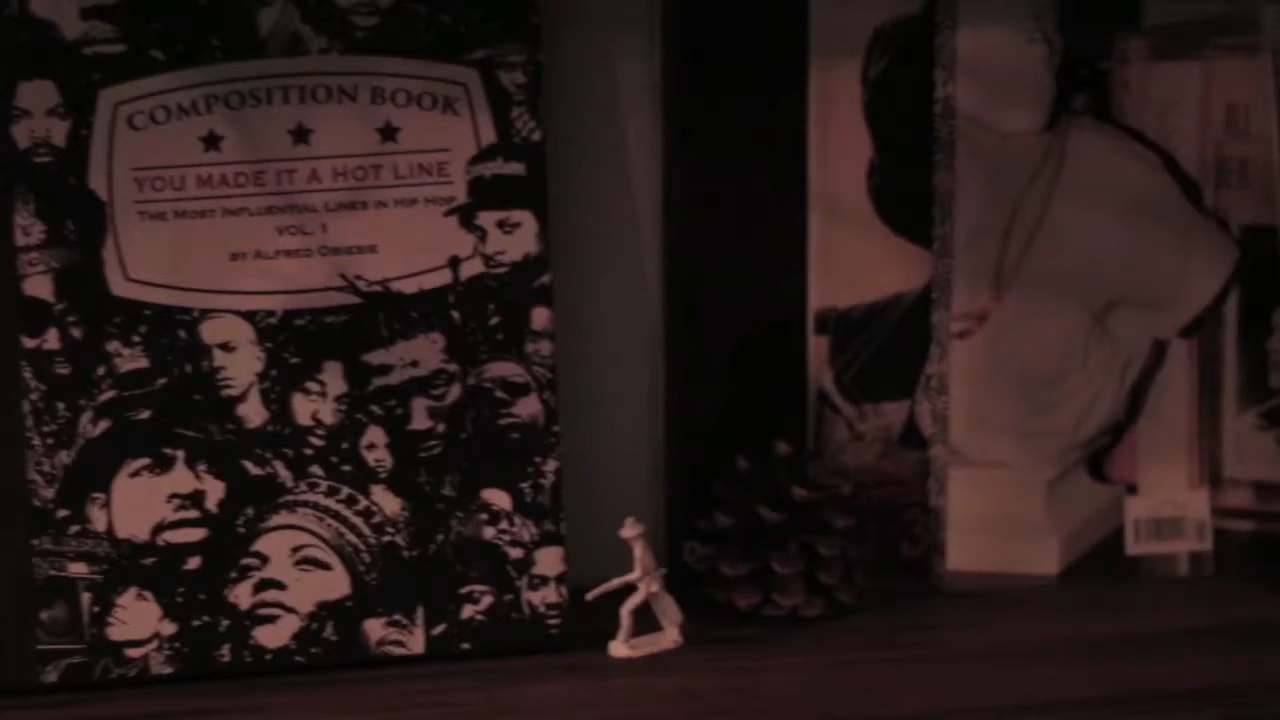 COMPOSITION BOOK
YOU MADE IT A HOT LINE
THE MOST INFLUENTIAL LINES IN HIP HOP
VOL. 1
BY ALFRED OBIESIE